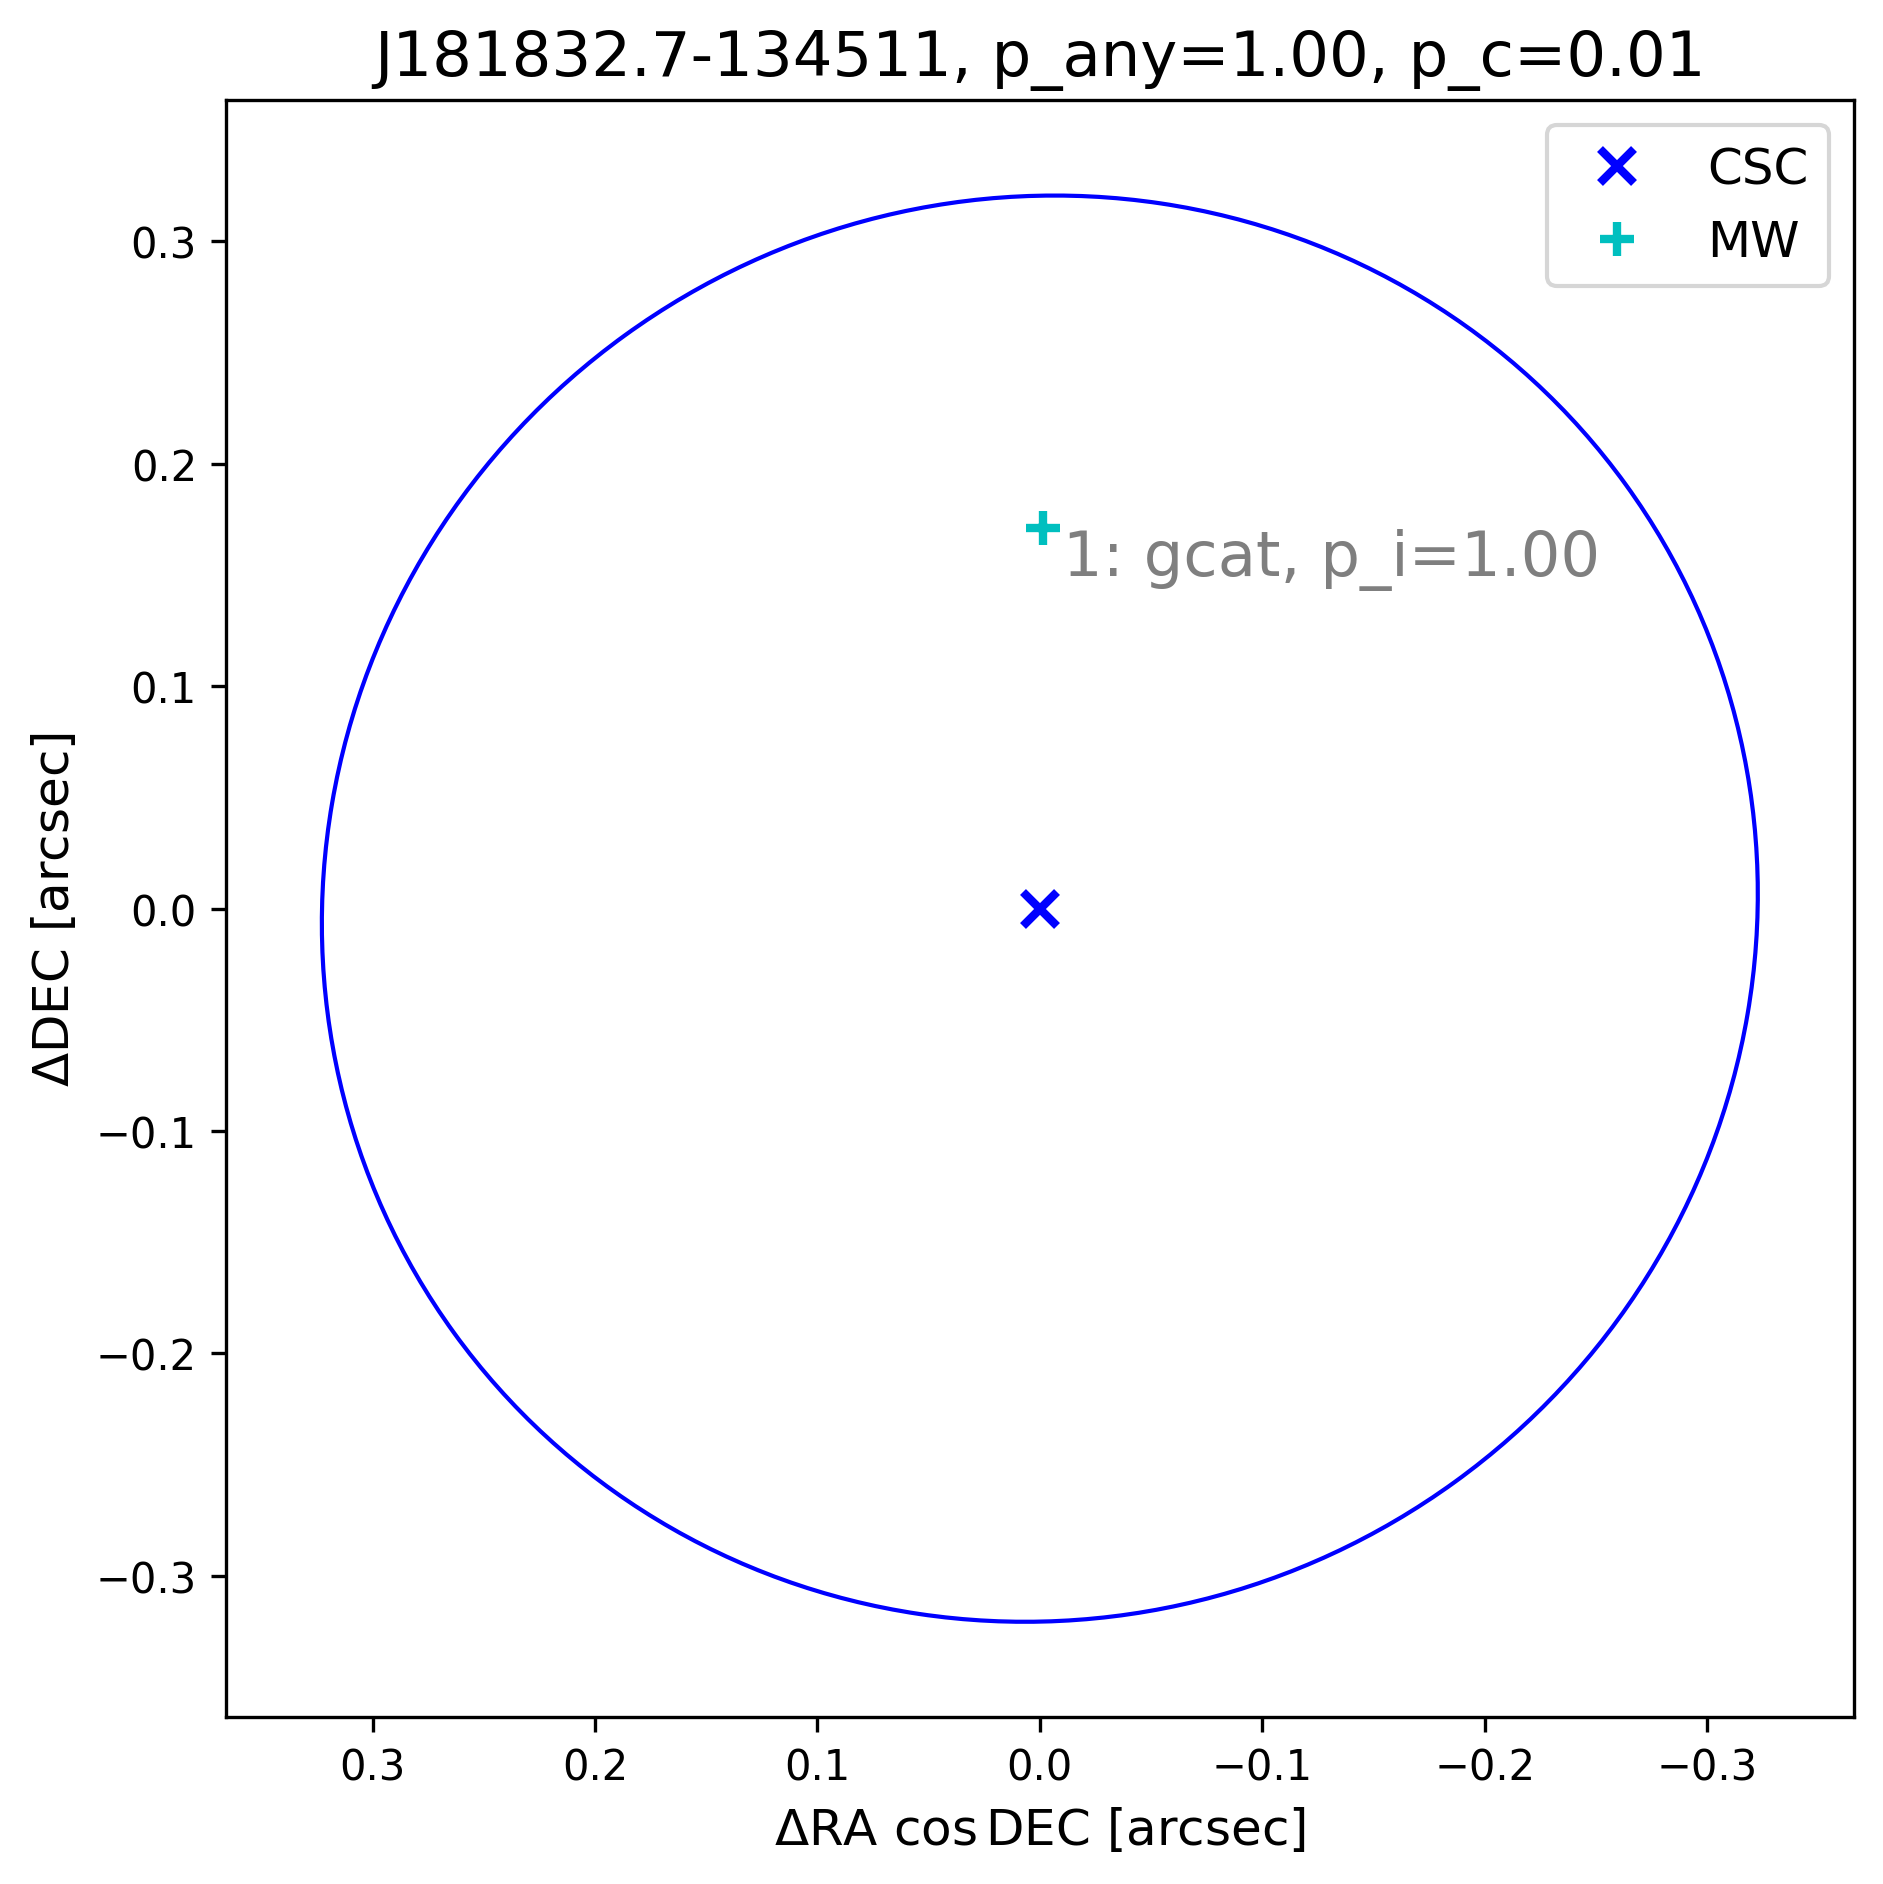 J181832.7-134511, p_any=1.00, p_c=0.01
CSC
MW
1: gcat, p_i=1.00
0.3
0.2
0.1
0.0
−0.1
−0.2
−0.3
ΔDEC [arcsec]
0.3
0.2
0.1
0.0
−0.1
−0.2
−0.3
ΔRA cos DEC [arcsec]